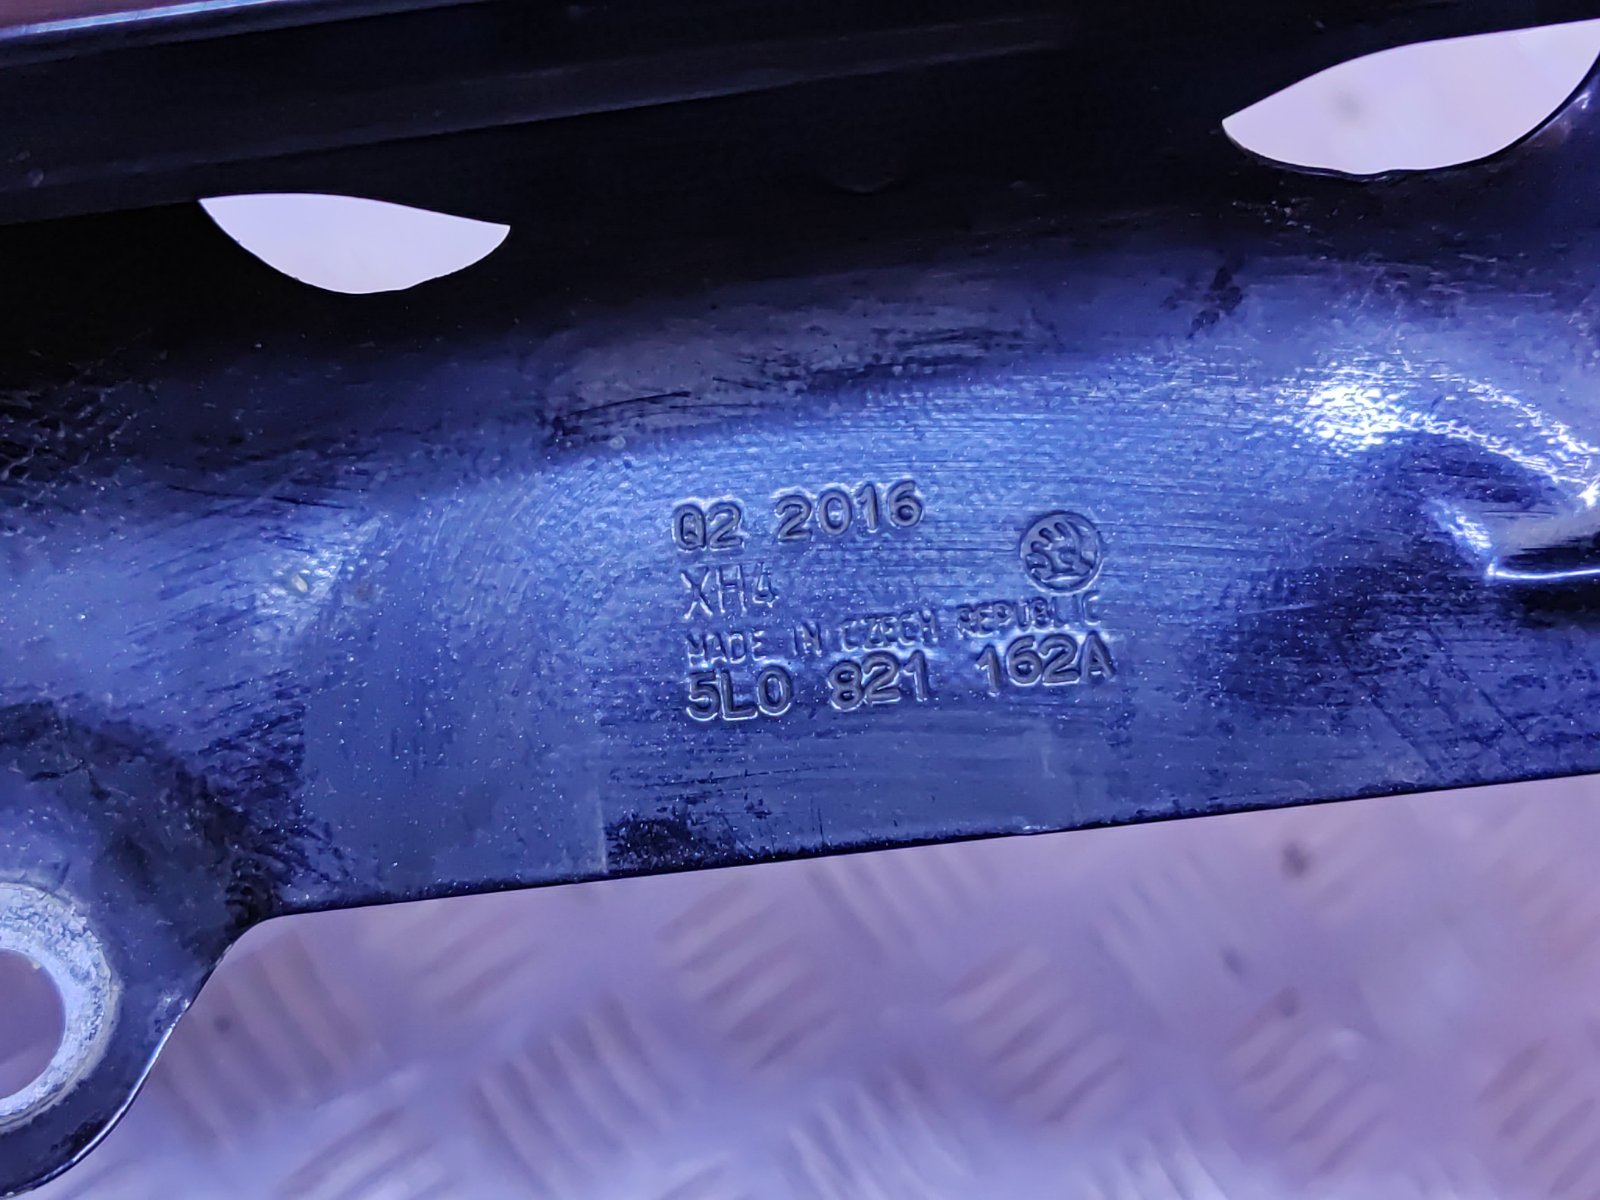 Q2 2016
XH4
MADE IN CZECH REPUBLIC
5L0 821 162A